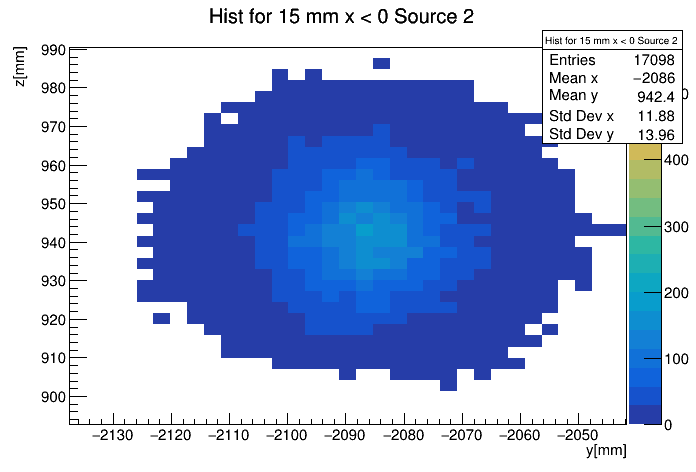 Hist for 15 mm x < 0 Source 2
Hist for 15 mm x < 0 Source 2
Entries 17098
Mean x −2086
Mean y 942.4
Std Dev x 11.88
Std Dev y 13.96
z[mm]
990
980
970
960
950
940
930
920
910
900
−2130 −2120 −2110 −2100 −2090 −2080 −2070 −2060 −2050
y[mm]
0
400
300
200
100
0